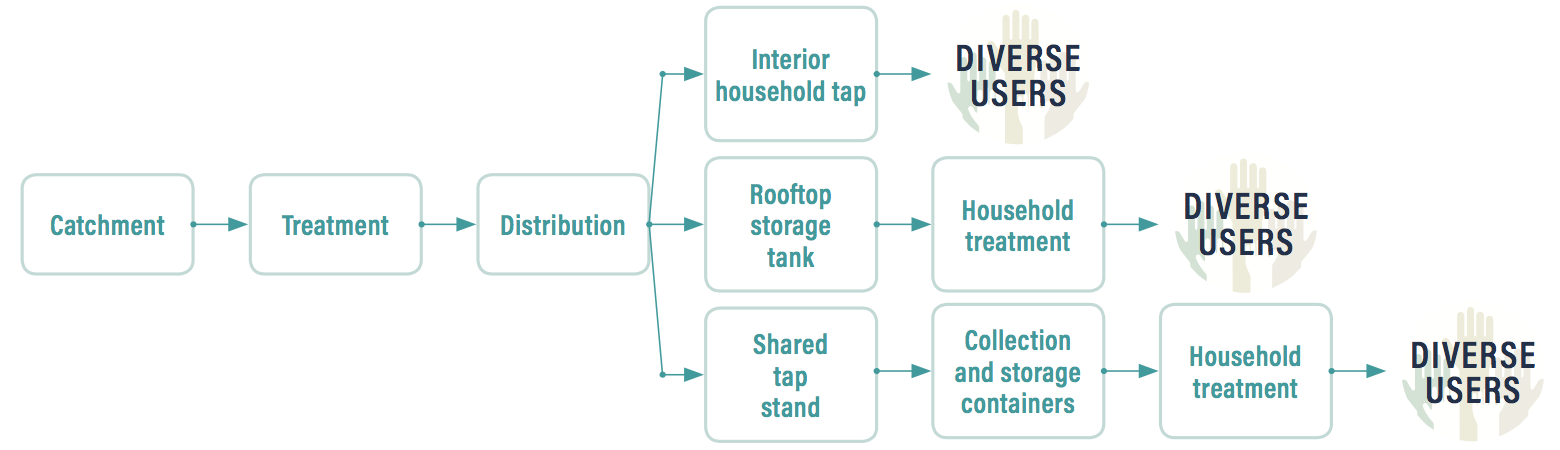 Catchment
Treatment
Distribution
Interior
household tap
DIVERSE
USERS
Rooftop
storage
tank
Household
treatment
DIVERSE
USERS
Shared
tap
stand
Collection
and storage
containers
Household
treatment
DIVERSE
USERS